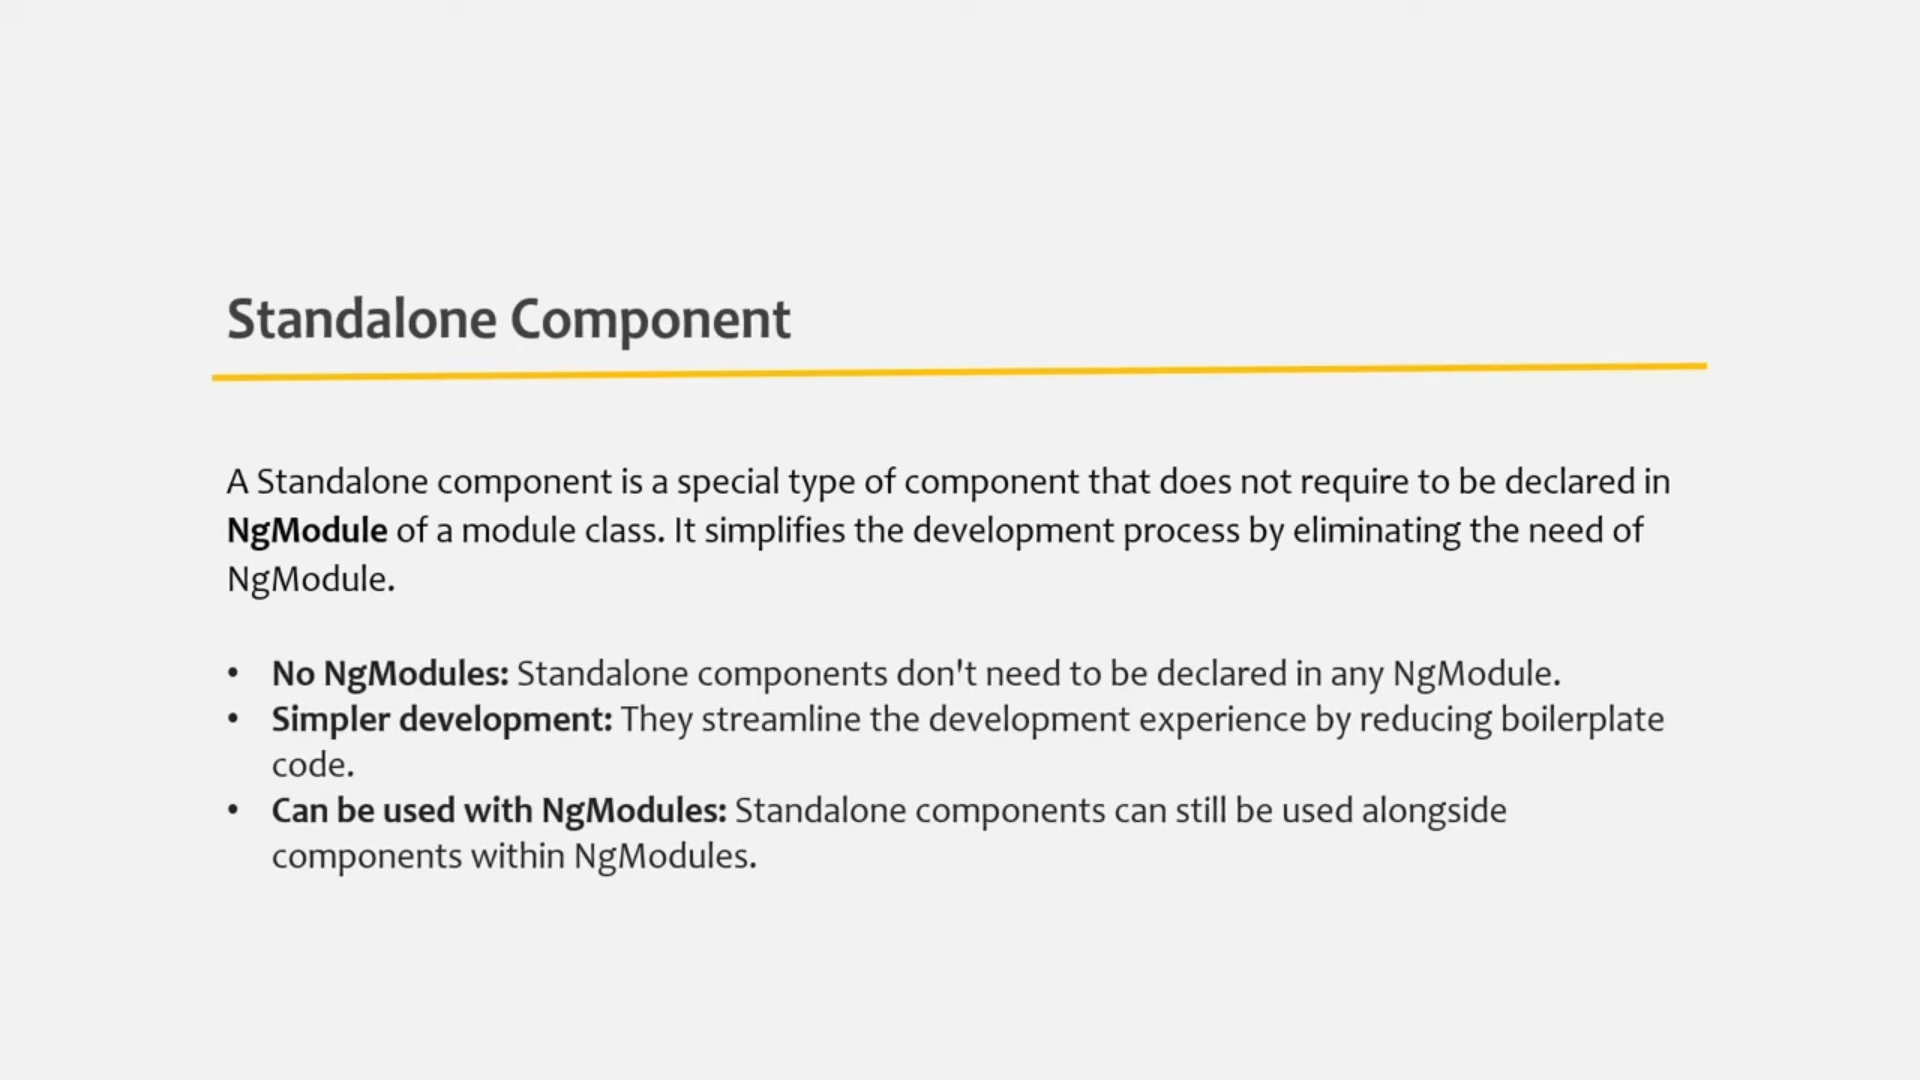 Standalone Component
A Standalone component is a special type of component that does not require to be declared in
NgModule of a module class. It simplifies the development process by eliminating the need of
NgModule.
• No NgModules: Standalone components don't need to be declared in any NgModule.
• Simpler development: They streamline the development experience by reducing boilerplate
code.
• Can be used with NgModules: Standalone components can still be used alongside
components within NgModules.